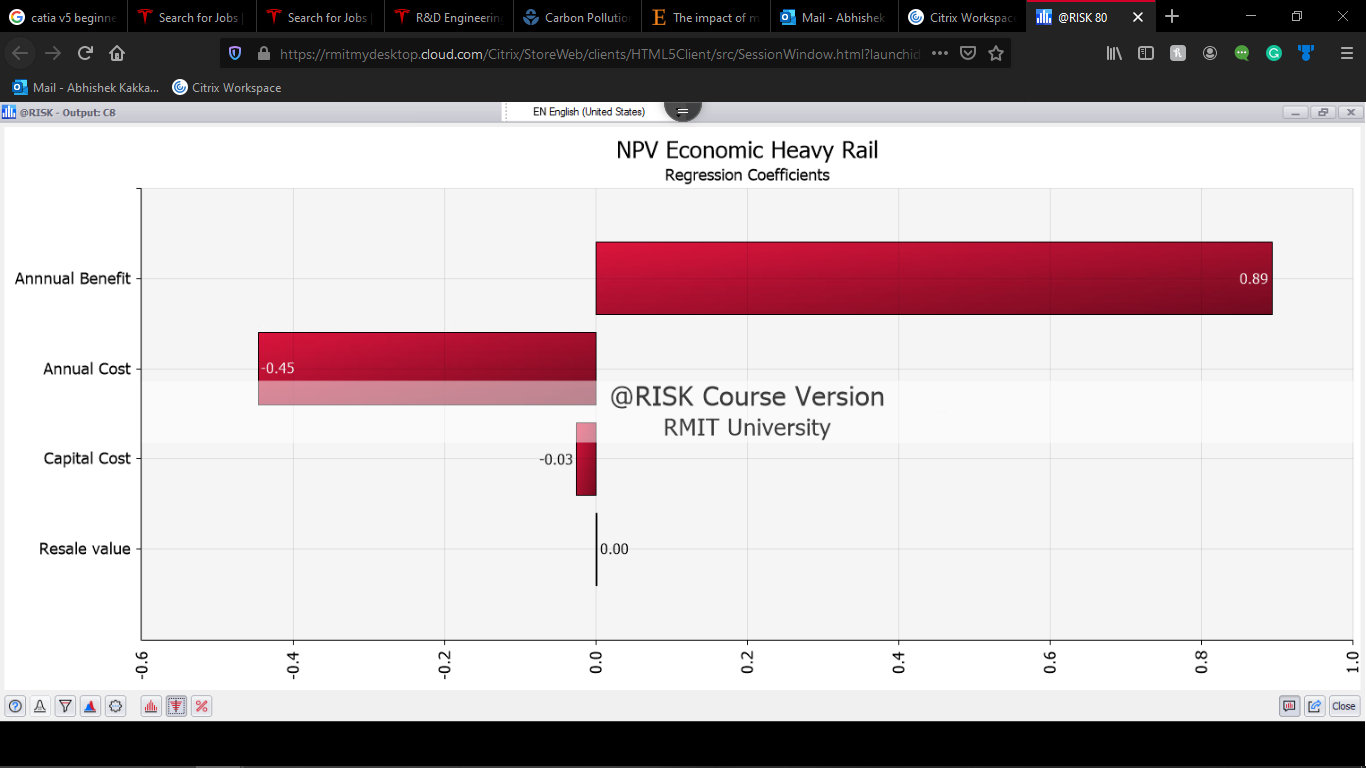 catia v5 beginne
Search for Jobs |
Search for Jobs |
R&D Engineerin
Carbon Pollutio
The impact of m
Mail - Abhishek
Citrix Workspac
@RISK 80
https://rmitmydesktop.cloud.com/Citrix/StoreWeb/clients/HTML5Client/src/SessionWindow.html?launchid
Mail - Abhishek Kakka...
Citrix Workspace
@RISK - Output: C8
EN English (United States)
NPV Economic Heavy Rail
Regression Coefficients
Annnual Benefit
0.89
Annual Cost
-0.45
@RISK Course Version
RMIT University
Capital Cost
-0.03
Resale value
0.00
-0.6
-0.4
-0.2
0.0
0.2
0.4
0.6
0.8
1.0
Close